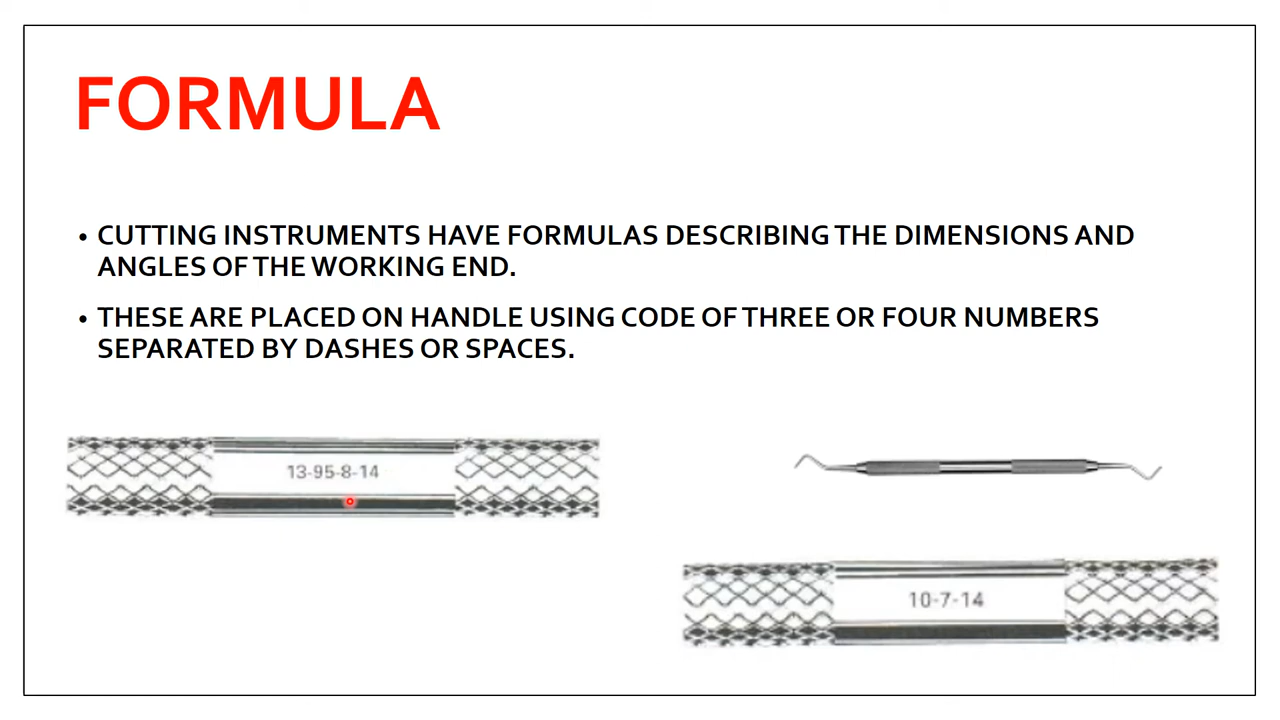 FORMULA
• CUTTING INSTRUMENTS HAVE FORMULAS DESCRIBING THE DIMENSIONS AND
ANGLES OF THE WORKING END.
• THESE ARE PLACED ON HANDLE USING CODE OF THREE OR FOUR NUMBERS
SEPARATED BY DASHES OR SPACES.
13-95-8-14
10-7-14